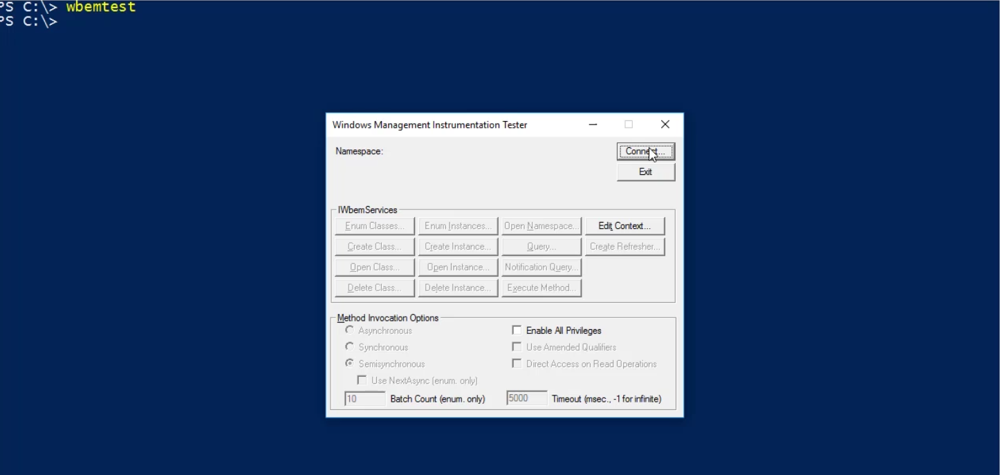 PS C:\> wbemtest
PS C:\>
Windows Management Instrumentation Tester
Namespace:
Connect...
Exit
IWbemServices
Enum Classes... Enum Instances... Open Namespace... Edit Context...
Create Class... Create Instance... Query... Create Refresher...
Open Class... Open Instance... Notification Query...
Delete Class... Delete Instance... Execute Method...
Method Invocation Options
Asynchronous Enable All Privileges
Synchronous Use Amended Qualifiers
Semisynchronous Direct Access on Read Operations
Use NextAsync (enum. only)
10 Batch Count (enum. only) 5000 Timeout (msec., -1 for infinite)